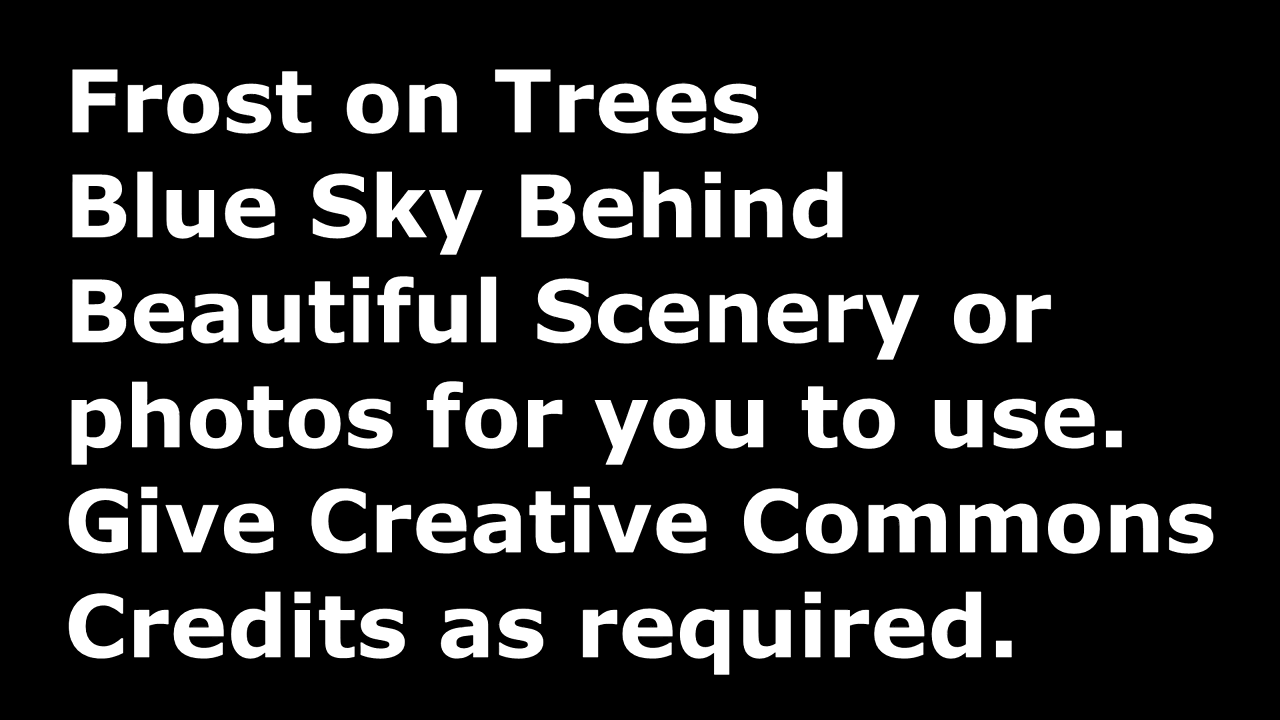 Frost on Trees
Blue Sky Behind
Beautiful Scenery or
photos for you to use.
Give Creative Commons
Credits as required.